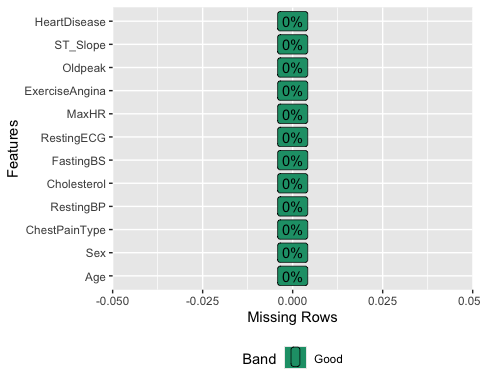 Features
HeartDisease 0%
ST_Slope 0%
Oldpeak 0%
ExerciseAngina 0%
MaxHR 0%
RestingECG 0%
FastingBS 0%
Cholesterol 0%
RestingBP 0%
ChestPainType 0%
Sex 0%
Age 0%
-0.050 -0.025 0.000 0.025 0.05
Missing Rows
Band Good